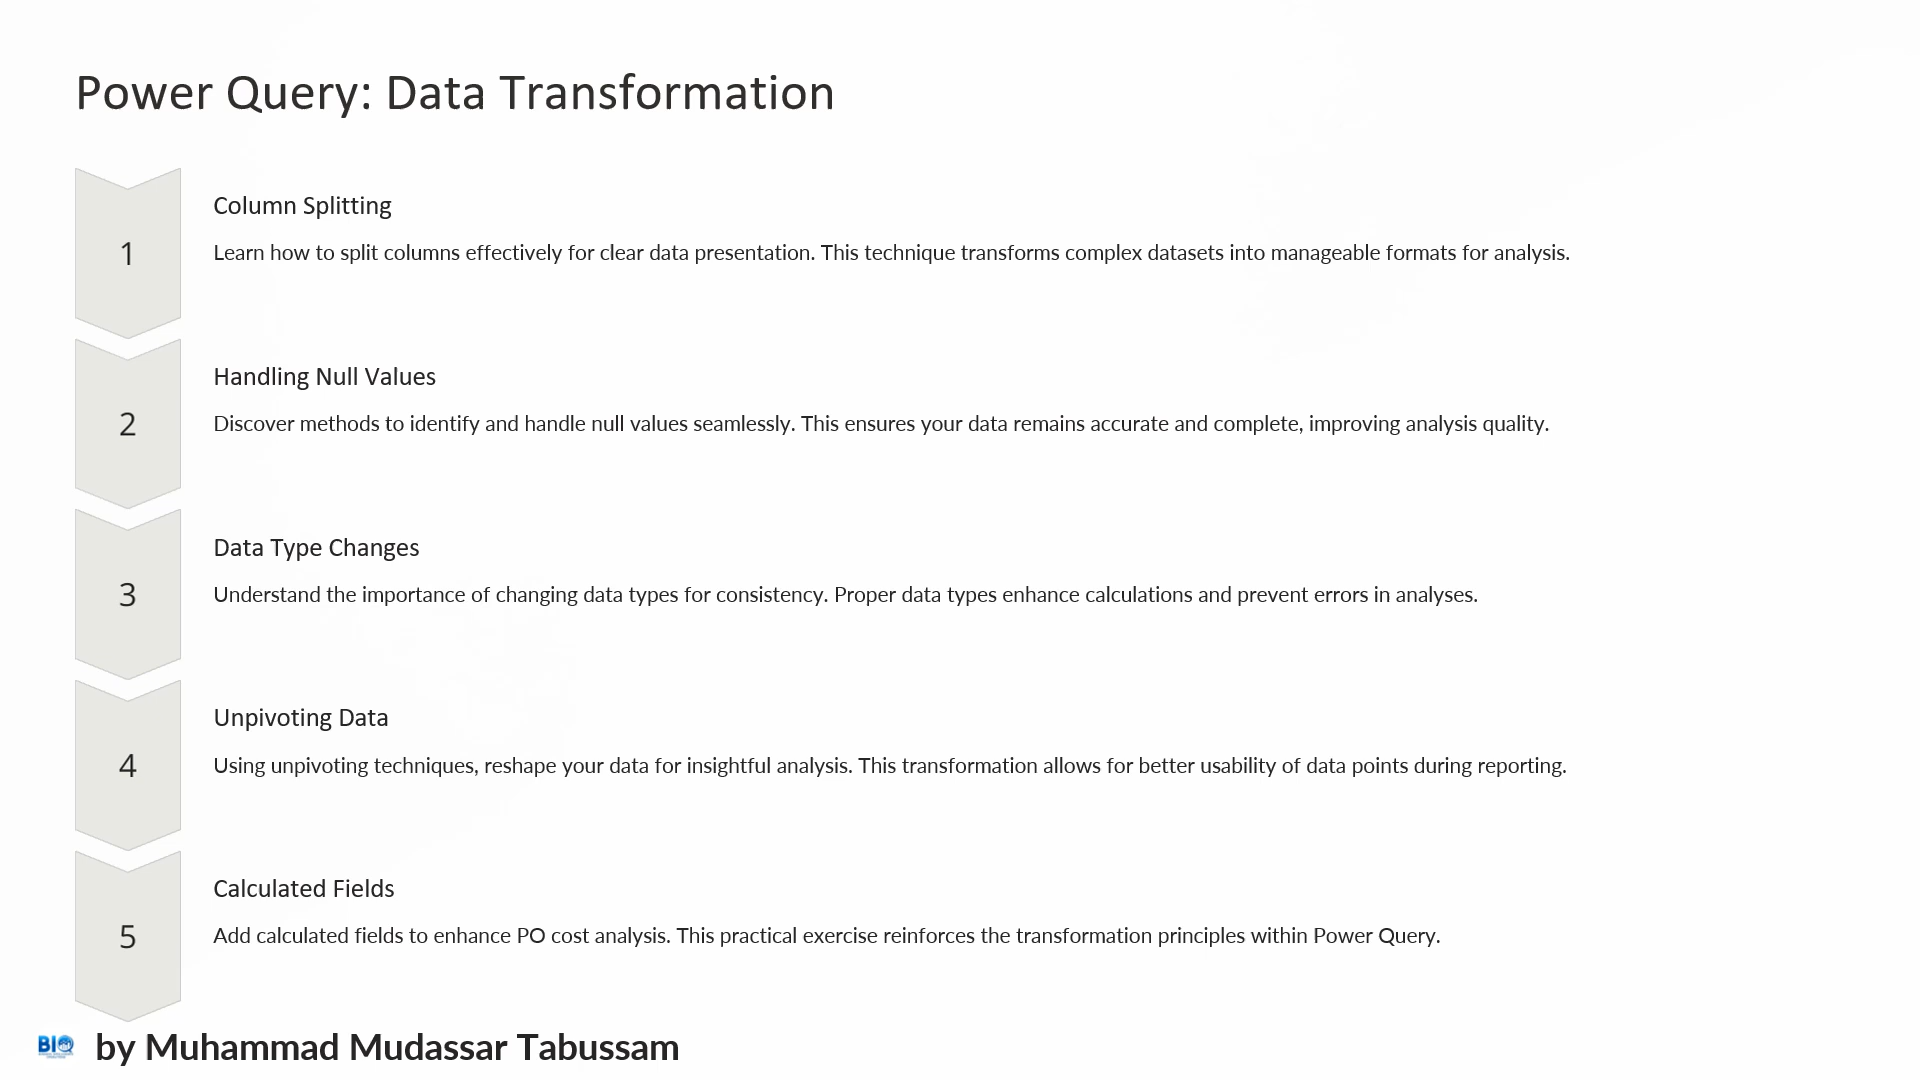 Power Query: Data Transformation
1
Column Splitting
Learn how to split columns effectively for clear data presentation. This technique transforms complex datasets into manageable formats for analysis.
2
Handling Null Values
Discover methods to identify and handle null values seamlessly. This ensures your data remains accurate and complete, improving analysis quality.
3
Data Type Changes
Understand the importance of changing data types for consistency. Proper data types enhance calculations and prevent errors in analyses.
4
Unpivoting Data
Using unpivoting techniques, reshape your data for insightful analysis. This transformation allows for better usability of data points during reporting.
5
Calculated Fields
Add calculated fields to enhance PO cost analysis. This practical exercise reinforces the transformation principles within Power Query.
BIQ
by Muhammad Mudassar Tabussam